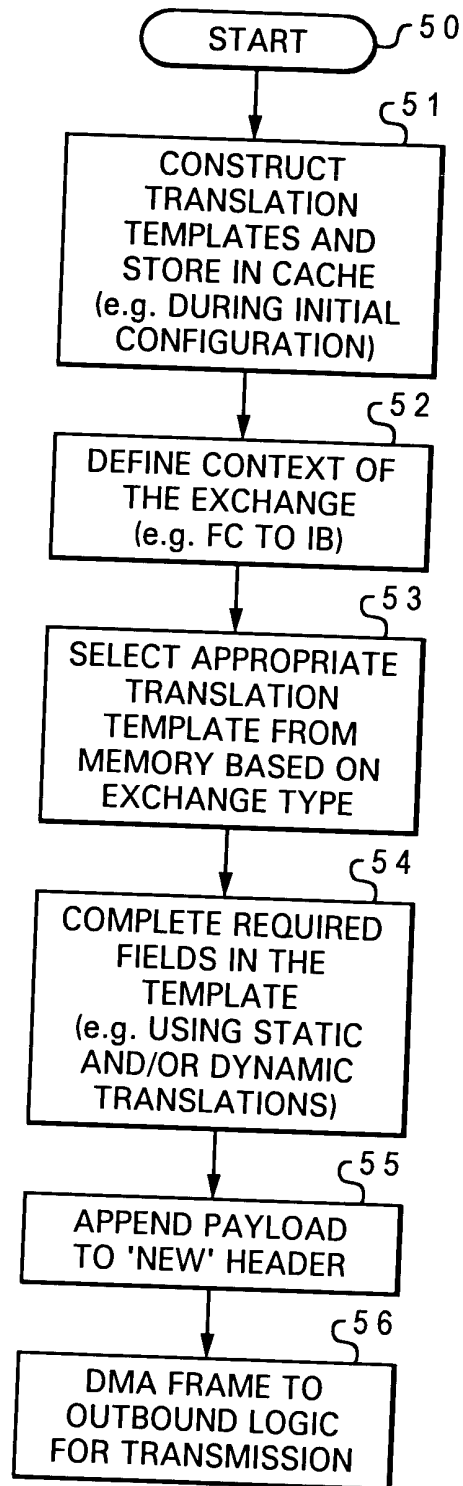 START
50
51
CONSTRUCT
TRANSLATION
TEMPLATES AND
STORE IN CACHE
(e.g. DURING INITIAL
CONFIGURATION)
52
DEFINE CONTEXT OF
THE EXCHANGE
(e.g. FC TO IB)
53
SELECT APPROPRIATE
TRANSLATION
TEMPLATE FROM
MEMORY BASED ON
EXCHANGE TYPE
54
COMPLETE REQUIRED
FIELDS IN THE
TEMPLATE
(e.g. USING STATIC
AND/OR DYNAMIC
TRANSLATIONS)
55
APPEND PAYLOAD
TO 'NEW' HEADER
56
DMA FRAME TO
OUTBOUND LOGIC
FOR TRANSMISSION